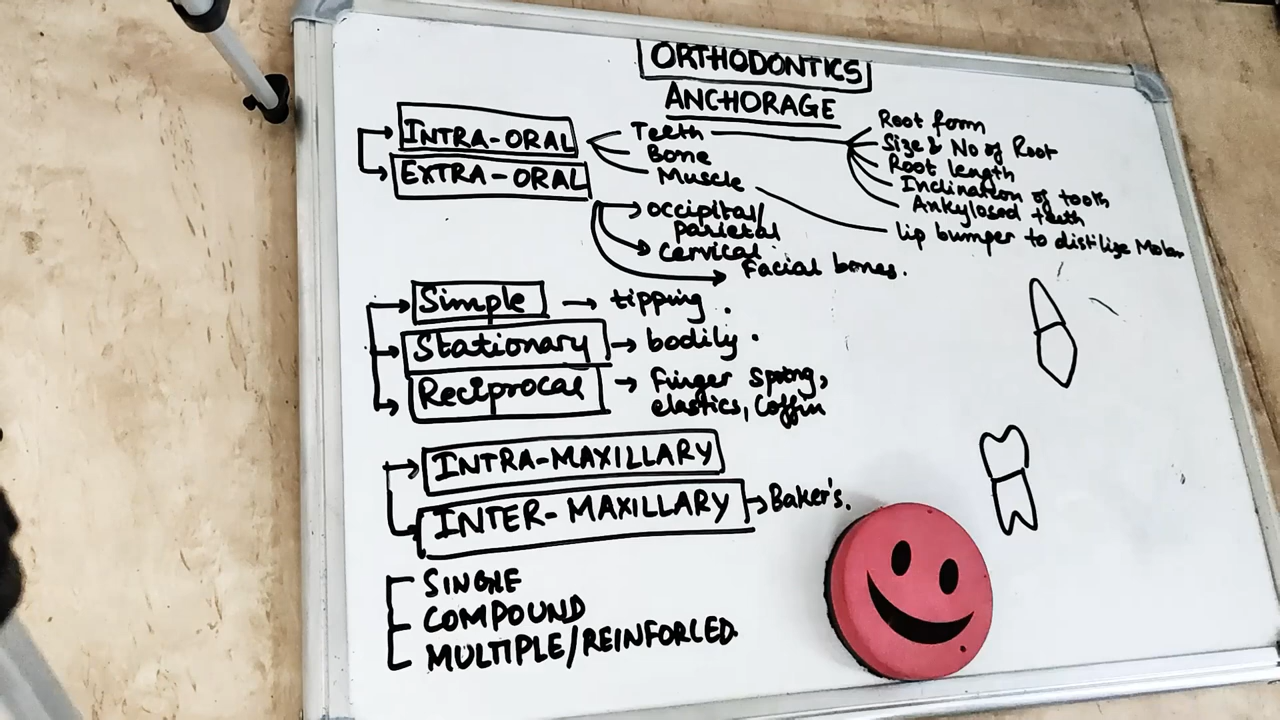 ORTHODONTICS
ANCHORAGE
INTRA-ORAL
EXTRA-ORAL
Teeth
Bone
Muscle
Root form
Size & No of Root
Root length
Inclination of tooth
Ankylosed teeth
lip bumper to distilize Molar
occipital/
parietal
cervical
Facial bones.
Simple → tipping.
Stationary → bodily.
Reciprocal → Finger Spring,
elastics, Coffin
INTRA-MAXILLARY
INTER-MAXILLARY → Baker's.
SINGLE
COMPOUND
MULTIPLE/REINFORCED.